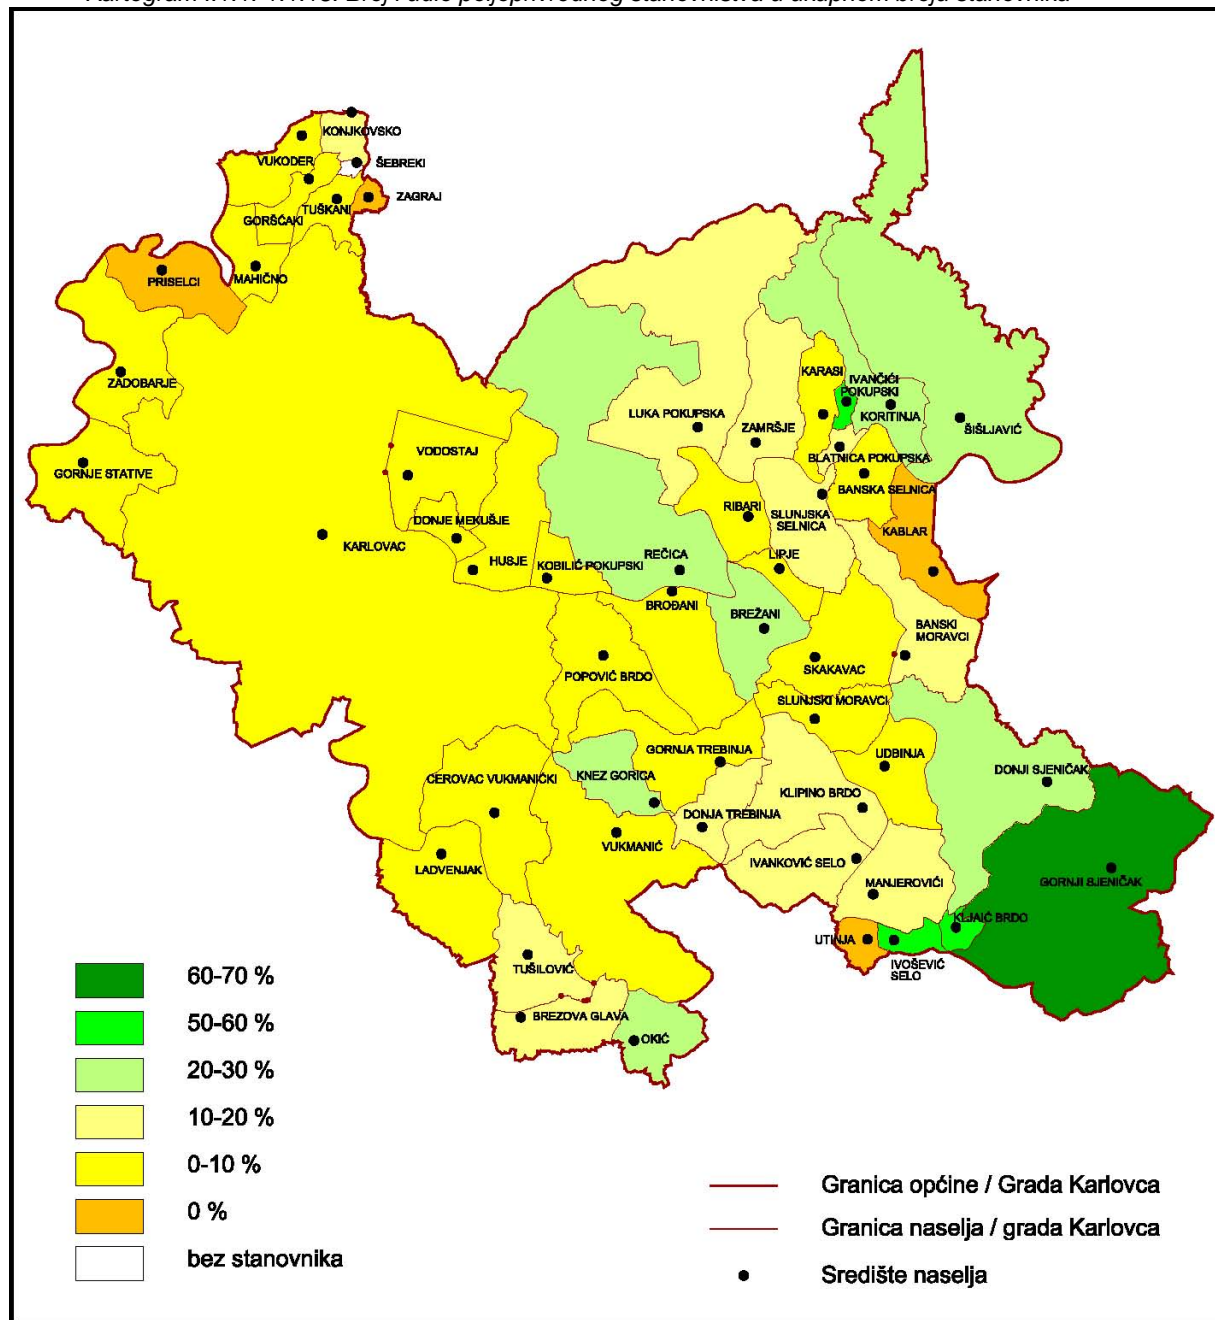 stanovništva u ukupnom broju stanovnika
KONJKOVSKO
VUKODER
ŠEBREKI
ZAGRAJ
TUŠKANI
GORŠĆAKI
MAHIČNO
PRISELCI
ZADOBARJE
GORNJE STATIVE
KARASI
IVANČIĆI
POKUPSKI
KORITINJA
LUKA POKUPSKA
ZAMRŠJE
ŠIŠLJAVIĆ
BLATNICA POKUPSKA
VODOSTAJ
BANSKA SELNICA
RIBARI
SLUNJSKA
SELNICA
DONJE MEKUŠJE
KABLAR
KARLOVAC
HUSJE
KOBILIĆ POKUPSKI
REČICA
LIPJE
BROĐANI
BREŽANI
BANSKI
MORAVCI
POPOVIĆ BRDO
SKAKAVAC
SLUNJSKI MORAVCI
GORNJA TREBINJA
UDBINJA
CEROVAC VUKMANIĆKI
KNEZ GORICA
DONJI SJENIČAK
KLIPINO BRDO
DONJA TREBINJA
VUKMANIĆ
LADVENJAK
IVANKOVIĆ SELO
MANJEROVIĆI
GORNJI SJENIČAK
KLJAIĆ BRDO
UTINJA
IVOŠEVIĆ
SELO
TUŠILOVIĆ
BREZOVA GLAVA
OKIĆ
60-70 %
50-60 %
20-30 %
10-20 %
0-10 %
0 %
bez stanovnika
Granica općine / Grada Karlovca
Granica naselja / grada Karlovca
Središte naselja